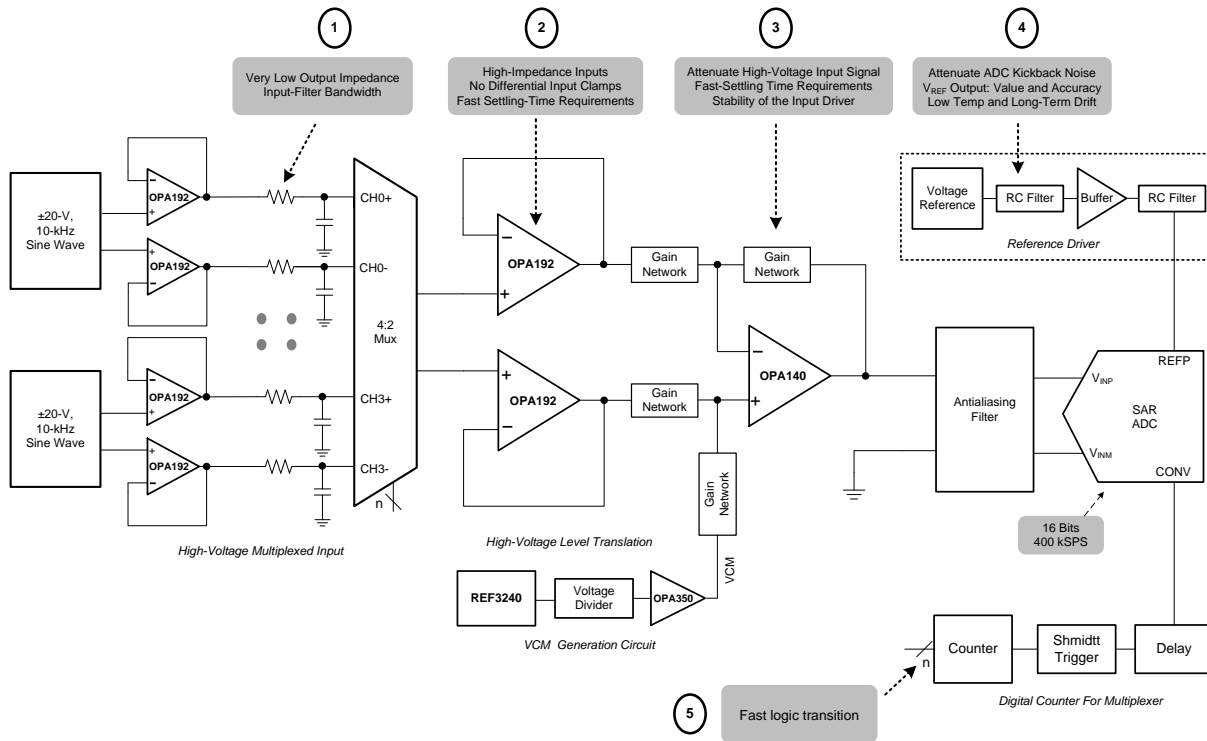 1
2
3
4
Very Low Output Impedance
Input-Filter Bandwidth
High-Impedance Inputs
No Differential Input Clamps
Fast Settling-Time Requirements
Attenuate High-Voltage Input Signal
Fast-Settling Time Requirements
Stability of the Input Driver
Attenuate ADC Kickback Noise
VREF Output: Value and Accuracy
Low Temp and Long-Term Drift
±20-V,
10-kHz
Sine Wave
–
OPA192
+
+
OPA192
–
±20-V,
10-kHz
Sine Wave
–
OPA192
+
+
OPA192
–
CH0+
CH0-
4:2
Mux
CH3+
CH3-
n
High-Voltage Multiplexed Input
–
OPA192
+
+
OPA192
–
High-Voltage Level Translation
Gain
Network
Gain
Network
Gain
Network
Gain
Network
–
OPA140
+
VCM
REF3240
Voltage
Divider
OPA350
VCM Generation Circuit
Voltage
Reference
RC Filter
Buffer
RC Filter
Reference Driver
Antialiasing
Filter
REFP
VINP
SAR
ADC
VINM
CONV
16 Bits
400 kSPS
n
Counter
Shmidtt
Trigger
Delay
Digital Counter For Multiplexer
5
Fast logic transition